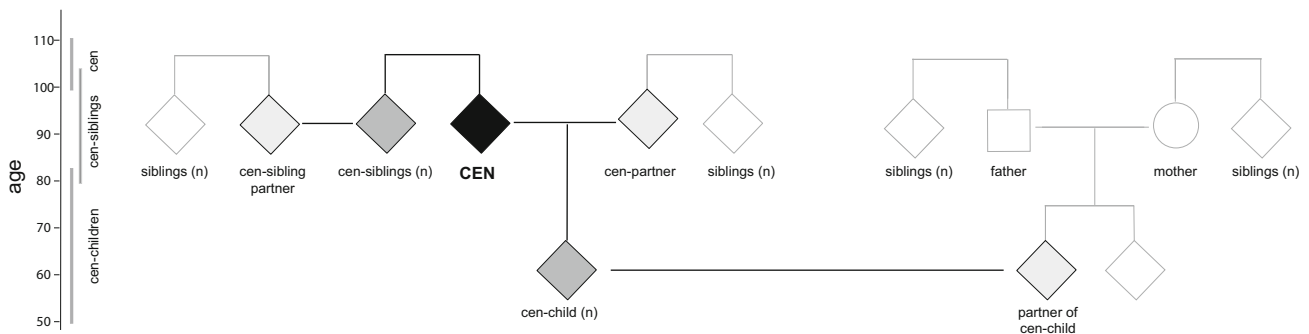 age
110
100
90
80
70
60
50
cen
cen-siblings
cen-children
siblings (n)
cen-sibling
partner
cen-siblings (n)
CEN
cen-partner
siblings (n)
siblings (n)
father
mother
siblings (n)
cen-child (n)
partner of
cen-child